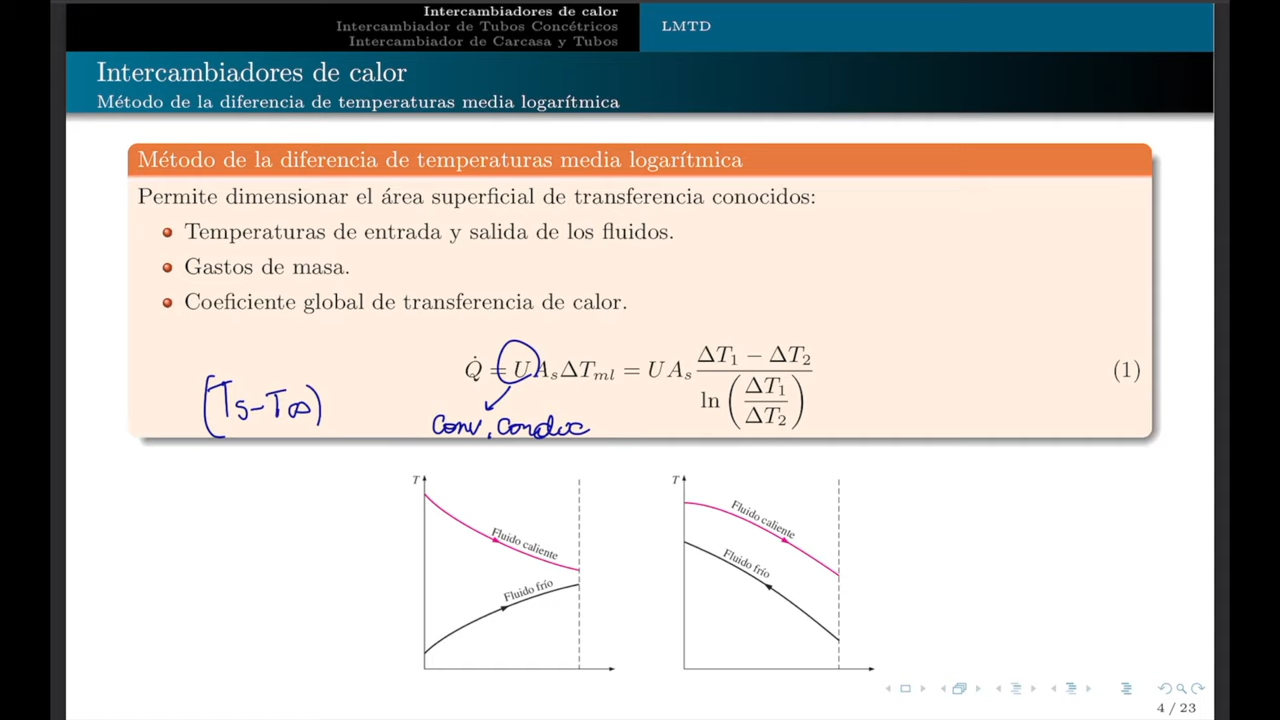 Intercambiadores de calor
Intercambiador de Tubos Concétricos
Intercambiador de Carcasa y Tubos
LMTD
Intercambiadores de calor
Método de la diferencia de temperaturas media logarítmica
Método de la diferencia de temperaturas media logarítmica
Permite dimensionar el área superficial de transferencia conocidos:
Temperaturas de entrada y salida de los fluidos.
Gastos de masa.
Coeficiente global de transferencia de calor.
Q̇ = U A_s ΔT_ml = U A_s (ΔT₁ − ΔT₂) / ln (ΔT₁ / ΔT₂) (1)
(Ts-T∞)
Conv, Conduc
T
Fluido caliente
Fluido frío
T
Fluido caliente
Fluido frío
4 / 23